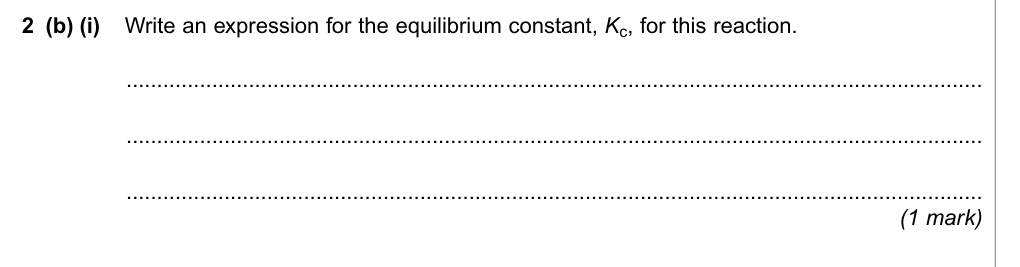 2 (b) (i) Write an expression for the equilibrium constant, Kc, for this reaction.
(1 mark)